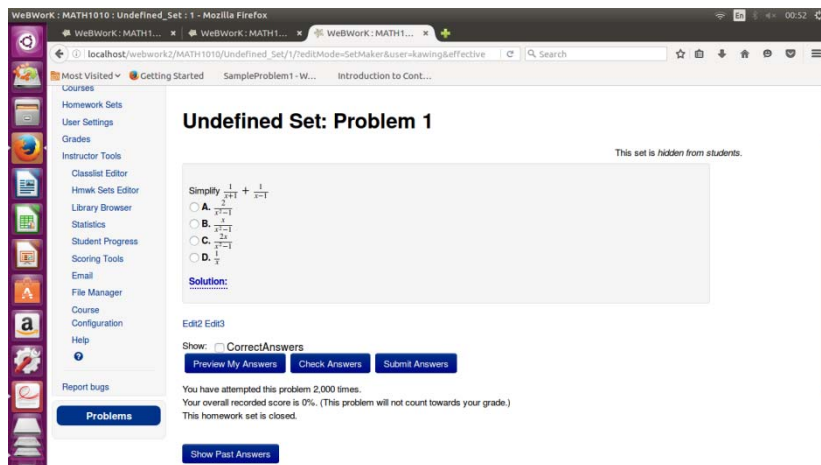 WeBWorK : MATH1010 : Undefined_Set : 1 - Mozilla Firefox
En
00:52
WeBWorK : MATH1... ×
WeBWorK : MATH1... ×
WeBWorK : MATH1... ×
localhost/webwork2/MATH1010/Undefined_Set/1/?editMode=SetMaker&user=kawing&effective
Search
Most Visited
Getting Started
SampleProblem1 - W...
Introduction to Cont...
Courses
Homework Sets
User Settings
Grades
Instructor Tools
Classlist Editor
Hmwk Sets Editor
Library Browser
Statistics
Student Progress
Scoring Tools
Email
File Manager
Course
Configuration
Help
?
Report bugs
Problems
Undefined Set: Problem 1
This set is hidden from students.
Simplify 1/(x+1) + 1/(x−1)
A. 2/(x²−1)
B. x/(x²−1)
C. 2x/(x²−1)
D. 1/x
Solution:
Edit2 Edit3
Show: CorrectAnswers
Preview My Answers
Check Answers
Submit Answers
You have attempted this problem 2,000 times.
Your overall recorded score is 0%. (This problem will not count towards your grade.)
This homework set is closed.
Show Past Answers